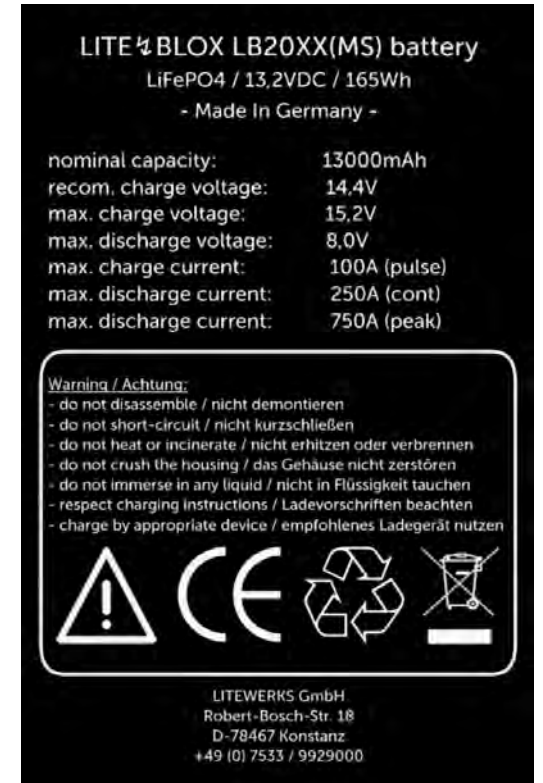 LITE↯BLOX LB20XX(MS) battery
LiFePO4 / 13,2VDC / 165Wh
- Made In Germany -
nominal capacity: 13000mAh
recom. charge voltage: 14,4V
max. charge voltage: 15,2V
max. discharge voltage: 8,0V
max. charge current: 100A (pulse)
max. discharge current: 250A (cont)
max. discharge current: 750A (peak)
Warning / Achtung:
- do not disassemble / nicht demontieren
- do not short-circuit / nicht kurzschließen
- do not heat or incinerate / nicht erhitzen oder verbrennen
- do not crush the housing / das Gehäuse nicht zerstören
- do not immerse in any liquid / nicht in Flüssigkeit tauchen
- respect charging instructions / Ladevorschriften beachten
- charge by appropriate device / empfohlenes Ladegerät nutzen
CE
LITEWERKS GmbH
Robert-Bosch-Str. 18
D-78467 Konstanz
+49 (0) 7533 / 9929000